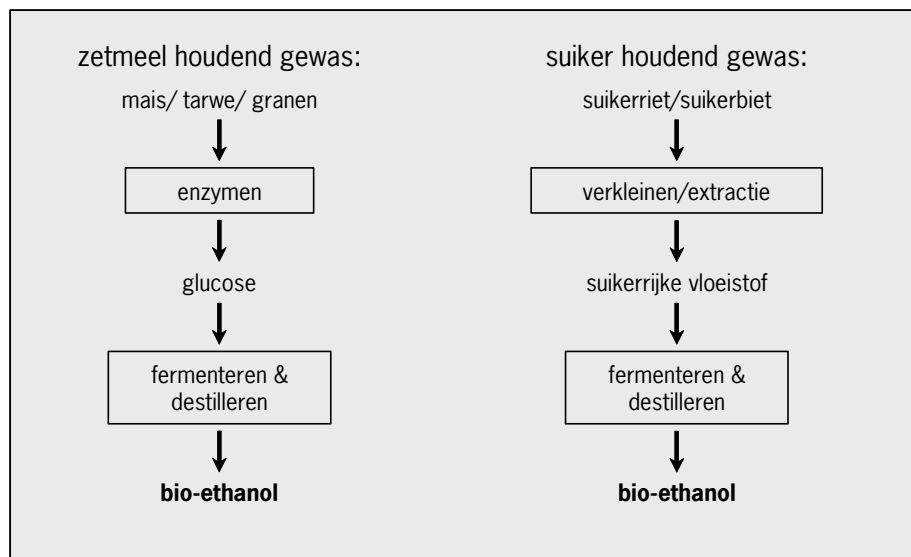 zetmeel houdend gewas:
mais/ tarwe/ granen
enzymen
glucose
fermenteren &
destilleren
bio-ethanol
suiker houdend gewas:
suikerriet/suikerbiet
verkleinen/extractie
suikerrijke vloeistof
fermenteren &
destilleren
bio-ethanol